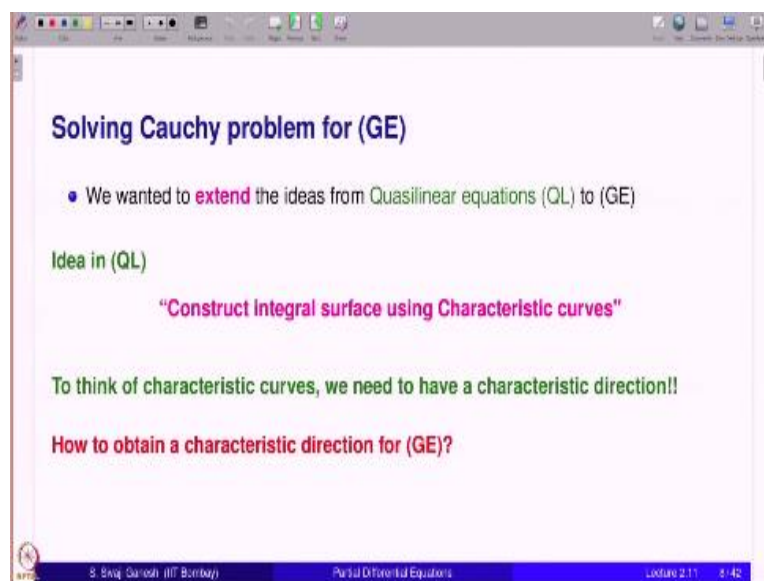 Solving Cauchy problem for (GE)
We wanted to extend the ideas from Quasilinear equations (QL) to (GE)
Idea in (QL)
“Construct Integral surface using Characteristic curves”
To think of characteristic curves, we need to have a characteristic direction!!
How to obtain a characteristic direction for (GE)?
S. Sivaji Ganesh (IIT Bombay) Partial Differential Equations Lecture 2.11 8/42